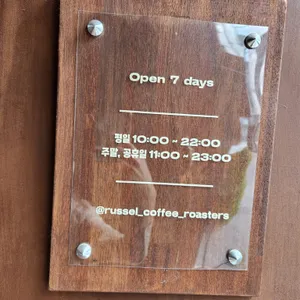 Open 7 days
평일 10:00 ~ 22:00
주말, 공휴일 11:00 ~ 23:00
@russel_coffee_roasters